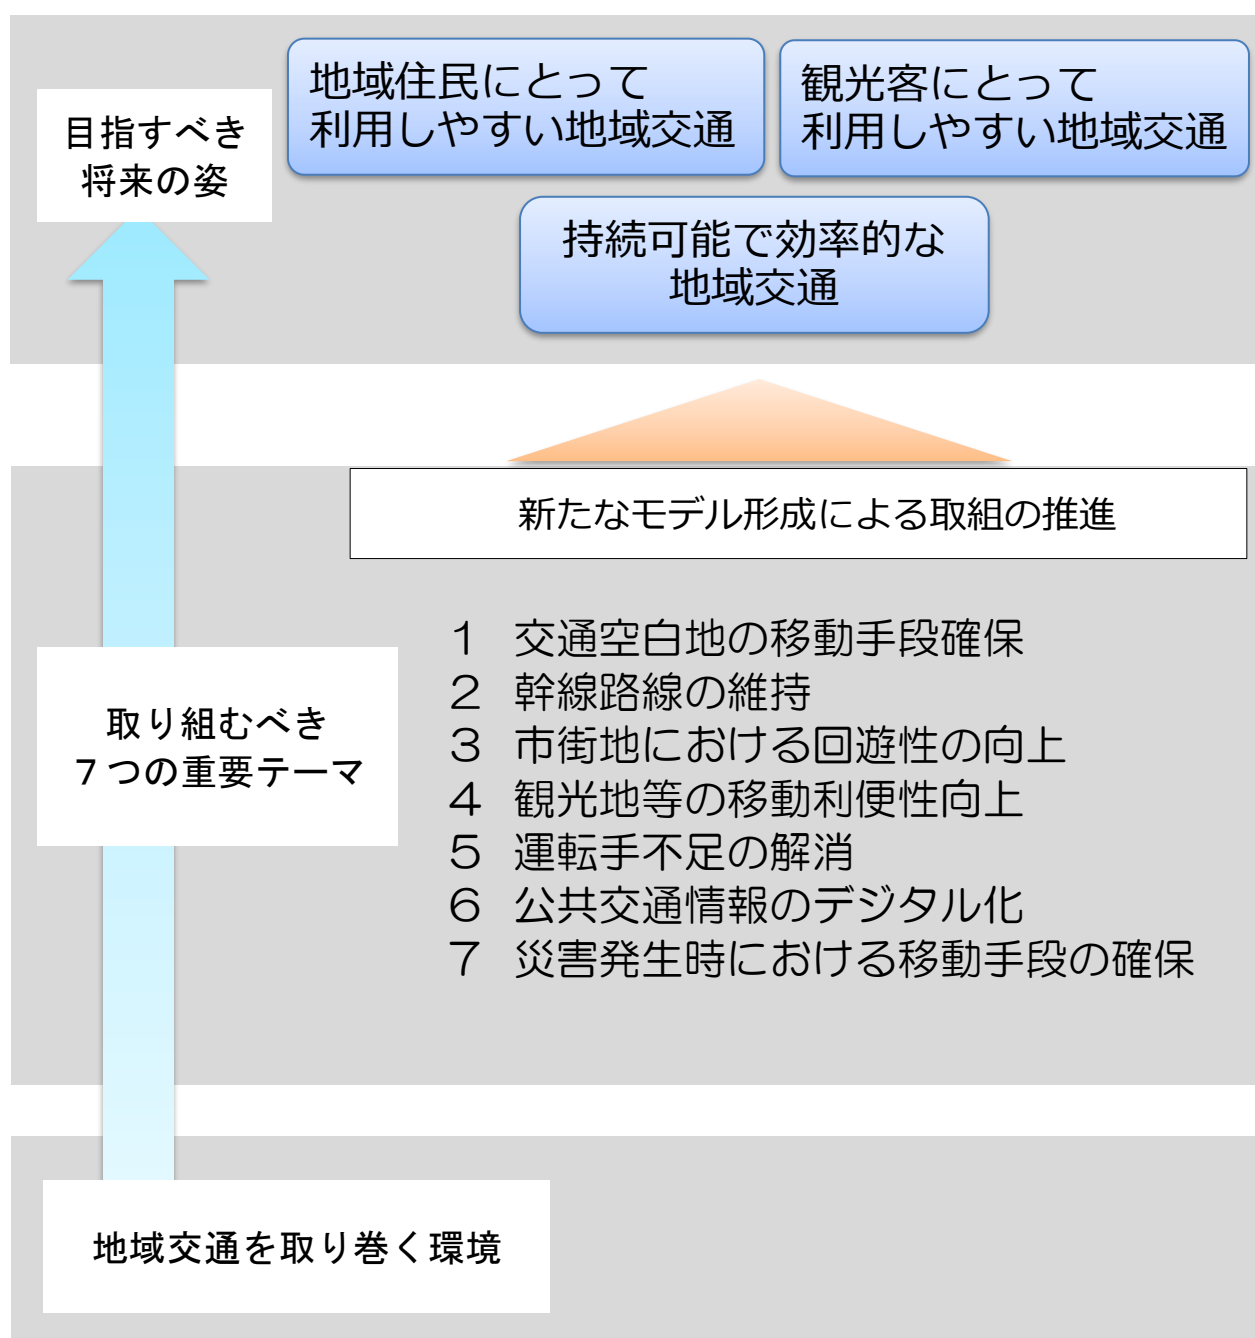 目指すべき
将来の姿
地域住民にとって
利用しやすい地域交通
観光客にとって
利用しやすい地域交通
持続可能で効率的な
地域交通
新たなモデル形成による取組の推進
取り組むべき
７つの重要テーマ
１ 交通空白地の移動手段確保
２ 幹線路線の維持
３ 市街地における回遊性の向上
４ 観光地等の移動利便性向上
５ 運転手不足の解消
６ 公共交通情報のデジタル化
７ 災害発生時における移動手段の確保
地域交通を取り巻く環境